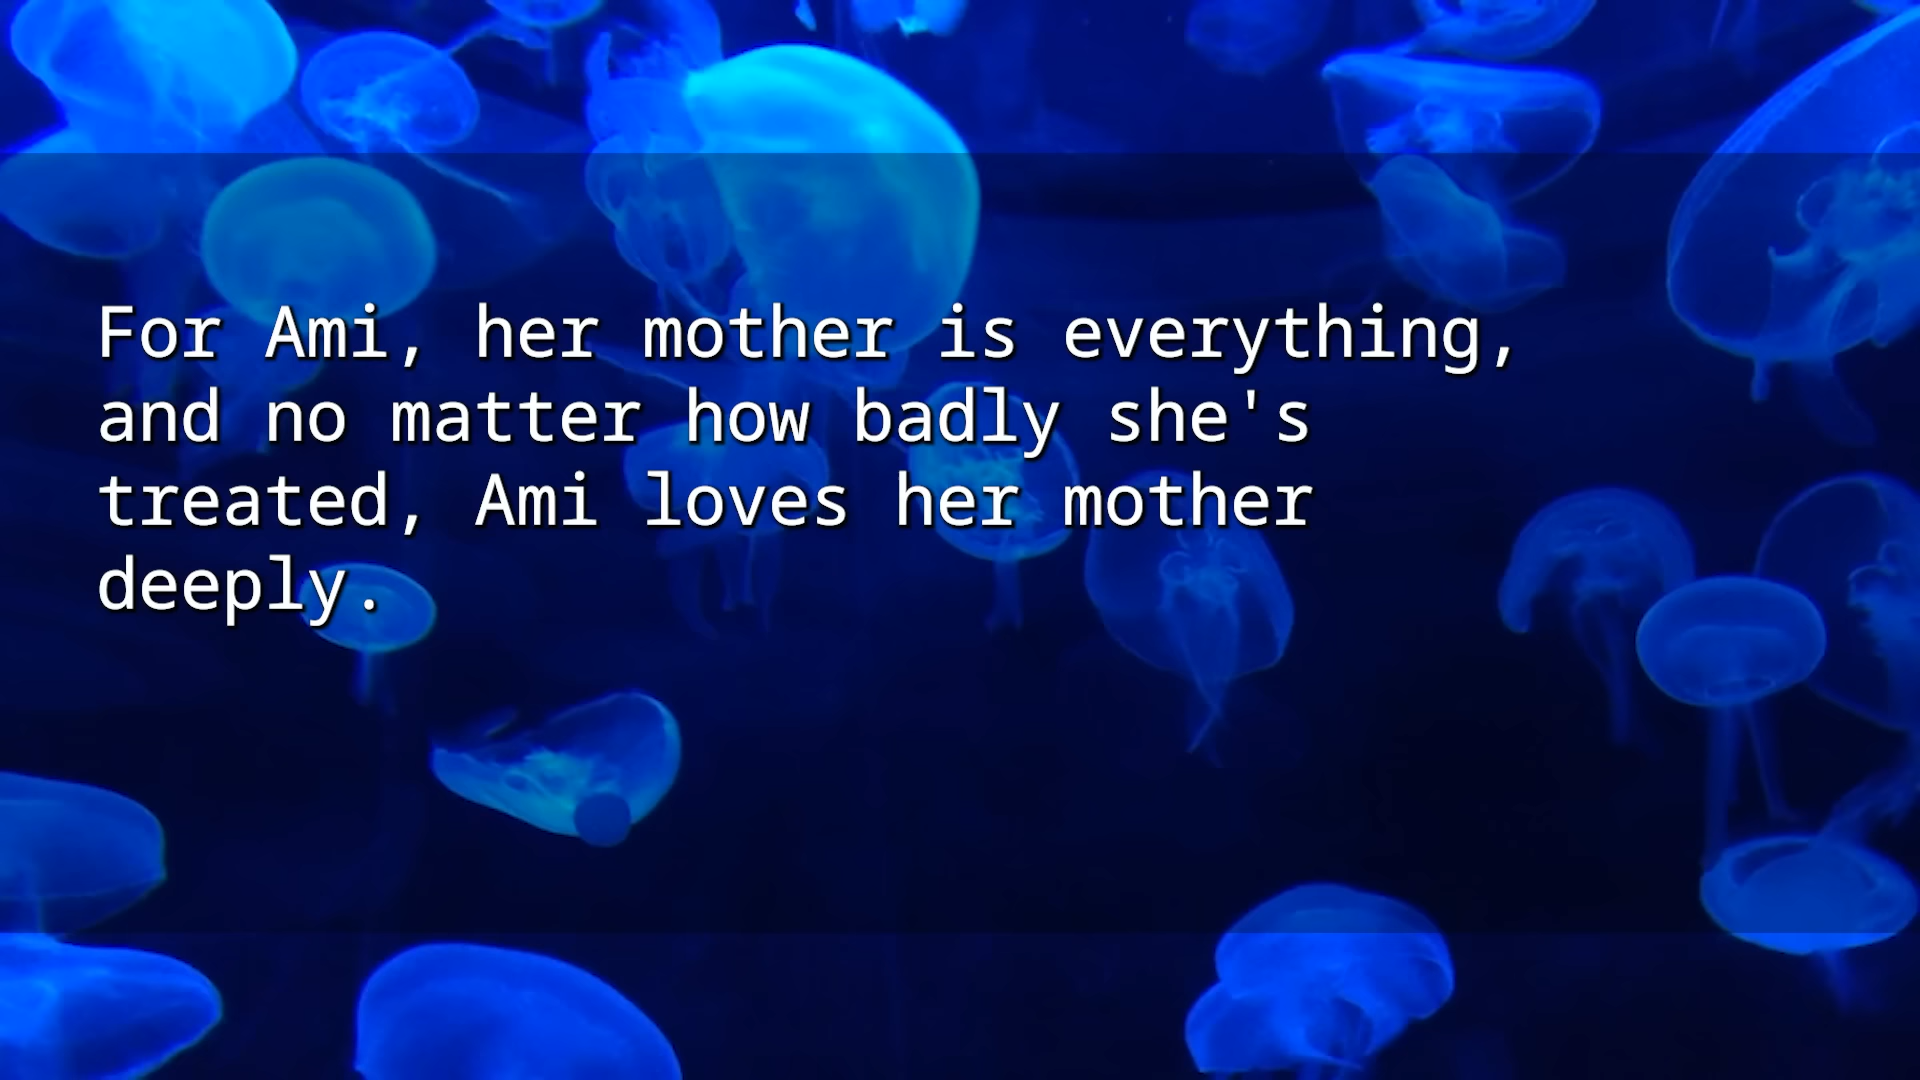 For Ami, her mother is everything,
and no matter how badly she's
treated, Ami loves her mother
deeply.